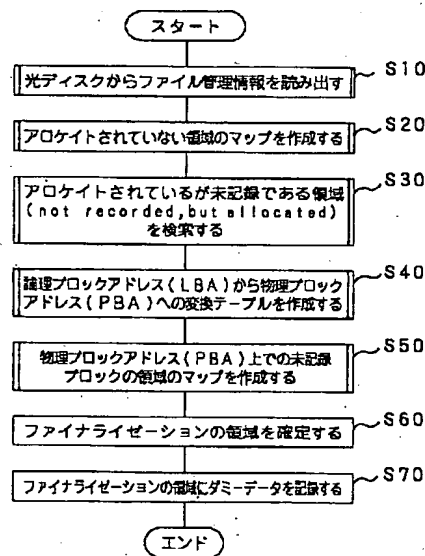 スタート
光ディスクからファイル管理情報を読み出す
S10
アロケイトされていない領域のマップを作成する
S20
アロケイトされているが未記録である領域
(not recorded,but allocated)
を検索する
S30
論理ブロックアドレス(LBA)から物理ブロック
アドレス(PBA)への変換テーブルを作成する
S40
物理ブロックアドレス(PBA)上での未記録
ブロックの領域のマップを作成する
S50
ファイナライゼーションの領域を確定する
S60
ファイナライゼーションの領域にダミーデータを記録する
S70
エンド